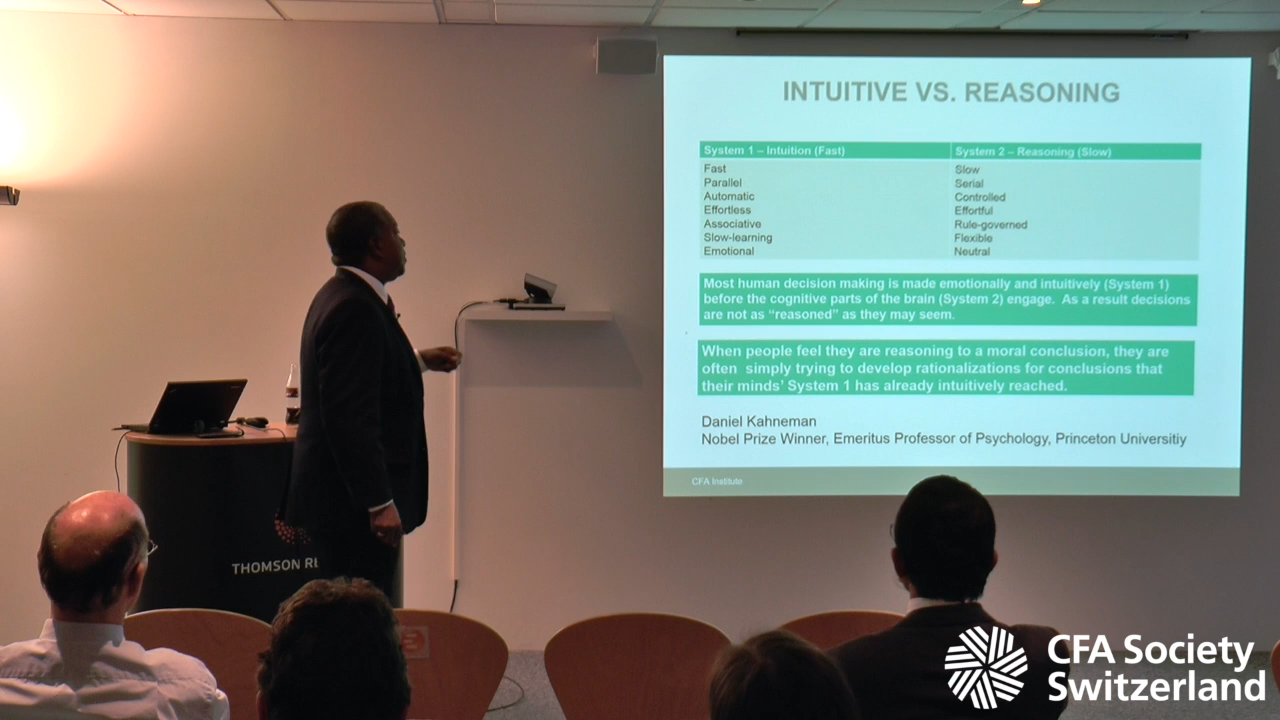 INTUITIVE VS. REASONING
System 1 – Intuition (Fast) System 2 – Reasoning (Slow)
Fast Slow
Parallel Serial
Automatic Controlled
Effortless Effortful
Associative Rule-governed
Slow-learning Flexible
Emotional Neutral
Most human decision making is made emotionally and intuitively (System 1)
before the cognitive parts of the brain (System 2) engage. As a result decisions
are not as “reasoned” as they may seem.
When people feel they are reasoning to a moral conclusion, they are
often simply trying to develop rationalizations for conclusions that
their minds’ System 1 has already intuitively reached.
Daniel Kahneman
Nobel Prize Winner, Emeritus Professor of Psychology, Princeton Universitiy
CFA Institute
THOMSON RE
CFA Society
Switzerland